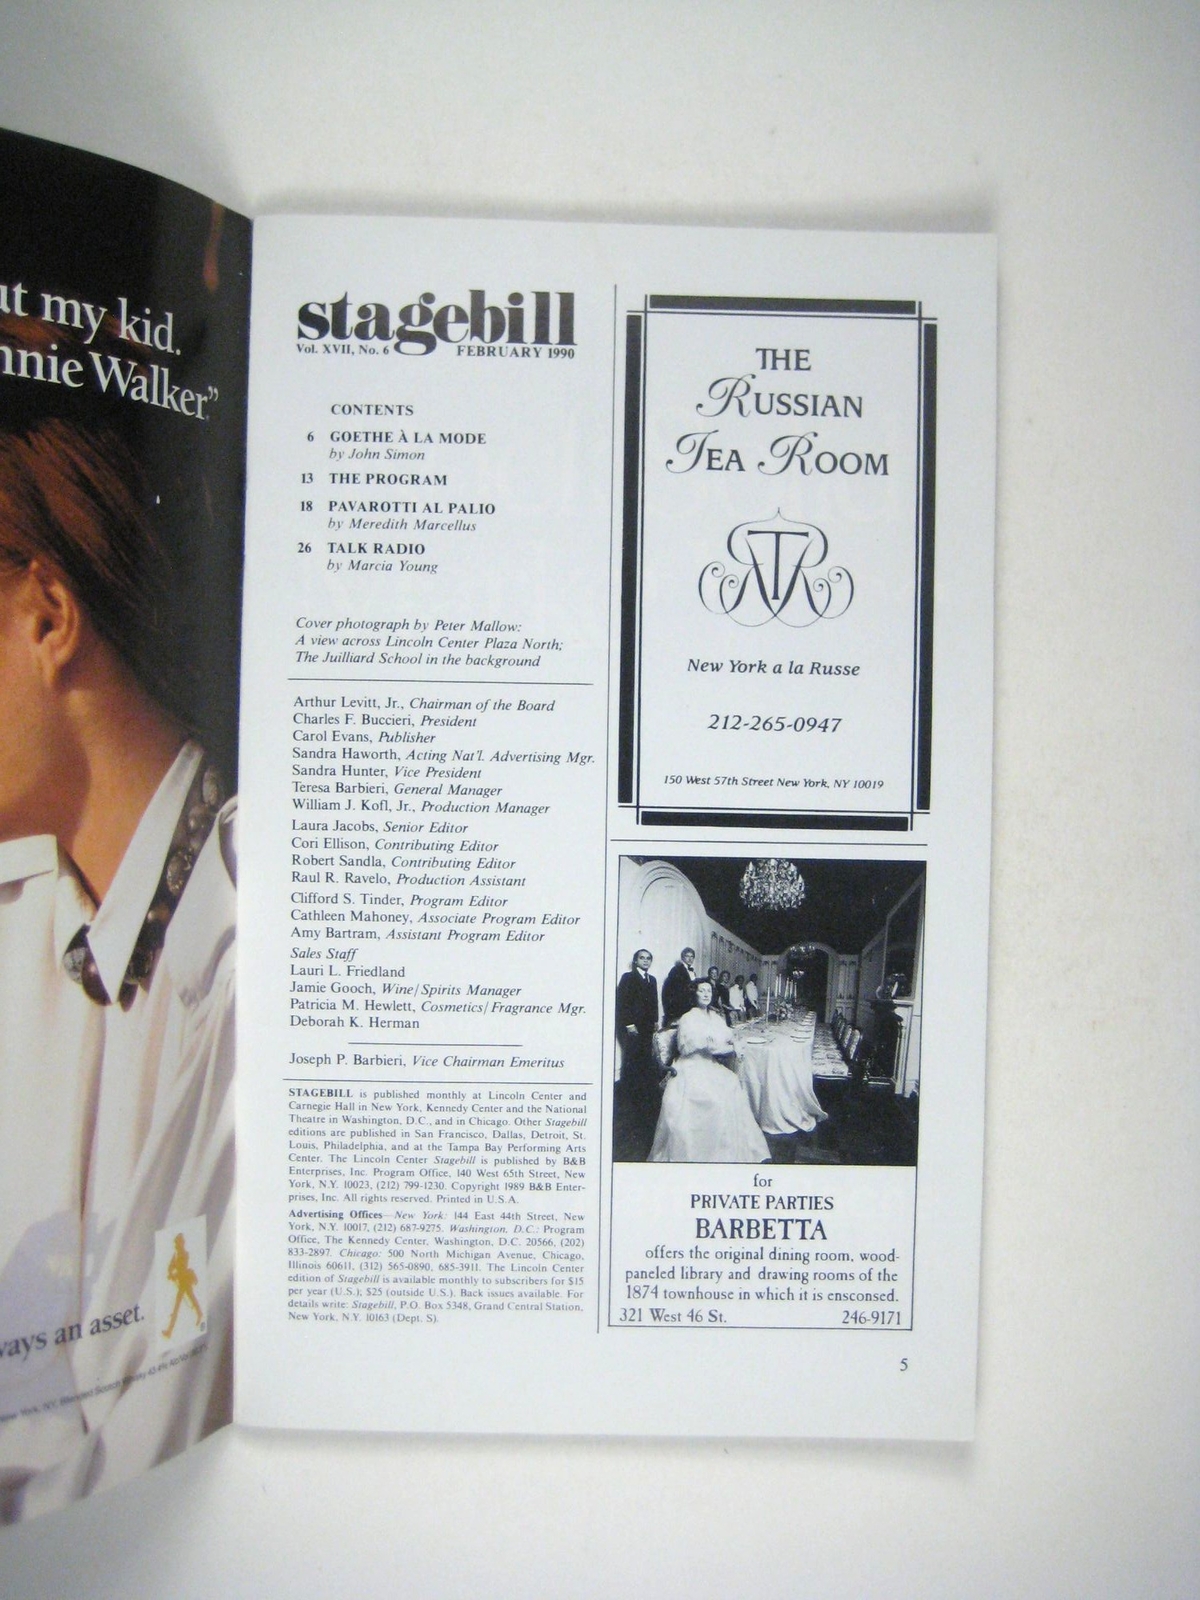 ut my kid.
nnie Walker."
ways an asset.
stagebill
Vol. XVII, No. 6 FEBRUARY 1990
CONTENTS
6 GOETHE À LA MODE
by John Simon
13 THE PROGRAM
18 PAVAROTTI AL PALIO
by Meredith Marcellus
26 TALK RADIO
by Marcia Young
Cover photograph by Peter Mallow:
A view across Lincoln Center Plaza North;
The Juilliard School in the background
Arthur Levitt, Jr., Chairman of the Board
Charles F. Buccieri, President
Carol Evans, Publisher
Sandra Haworth, Acting Nat'l. Advertising Mgr.
Sandra Hunter, Vice President
Teresa Barbieri, General Manager
William J. Kofl, Jr., Production Manager
Laura Jacobs, Senior Editor
Cori Ellison, Contributing Editor
Robert Sandla, Contributing Editor
Raul R. Ravelo, Production Assistant
Clifford S. Tinder, Program Editor
Cathleen Mahoney, Associate Program Editor
Amy Bartram, Assistant Program Editor
Sales Staff
Lauri L. Friedland
Jamie Gooch, Wine/Spirits Manager
Patricia M. Hewlett, Cosmetics/Fragrance Mgr.
Deborah K. Herman
Joseph P. Barbieri, Vice Chairman Emeritus
STAGEBILL is published monthly at Lincoln Center and
Carnegie Hall in New York, Kennedy Center and the National
Theatre in Washington, D.C., and in Chicago. Other Stagebill
editions are published in San Francisco, Dallas, Detroit, St.
Louis, Philadelphia, and at the Tampa Bay Performing Arts
Center. The Lincoln Center Stagebill is published by B&B
Enterprises, Inc. Program Office, 140 West 65th Street, New
York, N.Y. 10023, (212) 799-1230. Copyright 1989 B&B Enter-
prises, Inc. All rights reserved. Printed in U.S.A.
Advertising Offices—New York: 144 East 44th Street, New
York, N.Y. 10017, (212) 687-9275. Washington, D.C.: Program
Office, The Kennedy Center, Washington, D.C. 20566, (202)
833-2897. Chicago: 500 North Michigan Avenue, Chicago,
Illinois 60611, (312) 565-0890, 685-3911. The Lincoln Center
edition of Stagebill is available monthly to subscribers for $15
per year (U.S.); $25 (outside U.S.). Back issues available. For
details write: Stagebill, P.O. Box 5348, Grand Central Station,
New York, N.Y. 10163 (Dept. S).
THE
RUSSIAN
TEA ROOM
RTR
New York a la Russe
212-265-0947
150 West 57th Street New York, NY 10019
for
PRIVATE PARTIES
BARBETTA
offers the original dining room, wood-
paneled library and drawing rooms of the
1874 townhouse in which it is ensconsed.
321 West 46 St. 246-9171
5